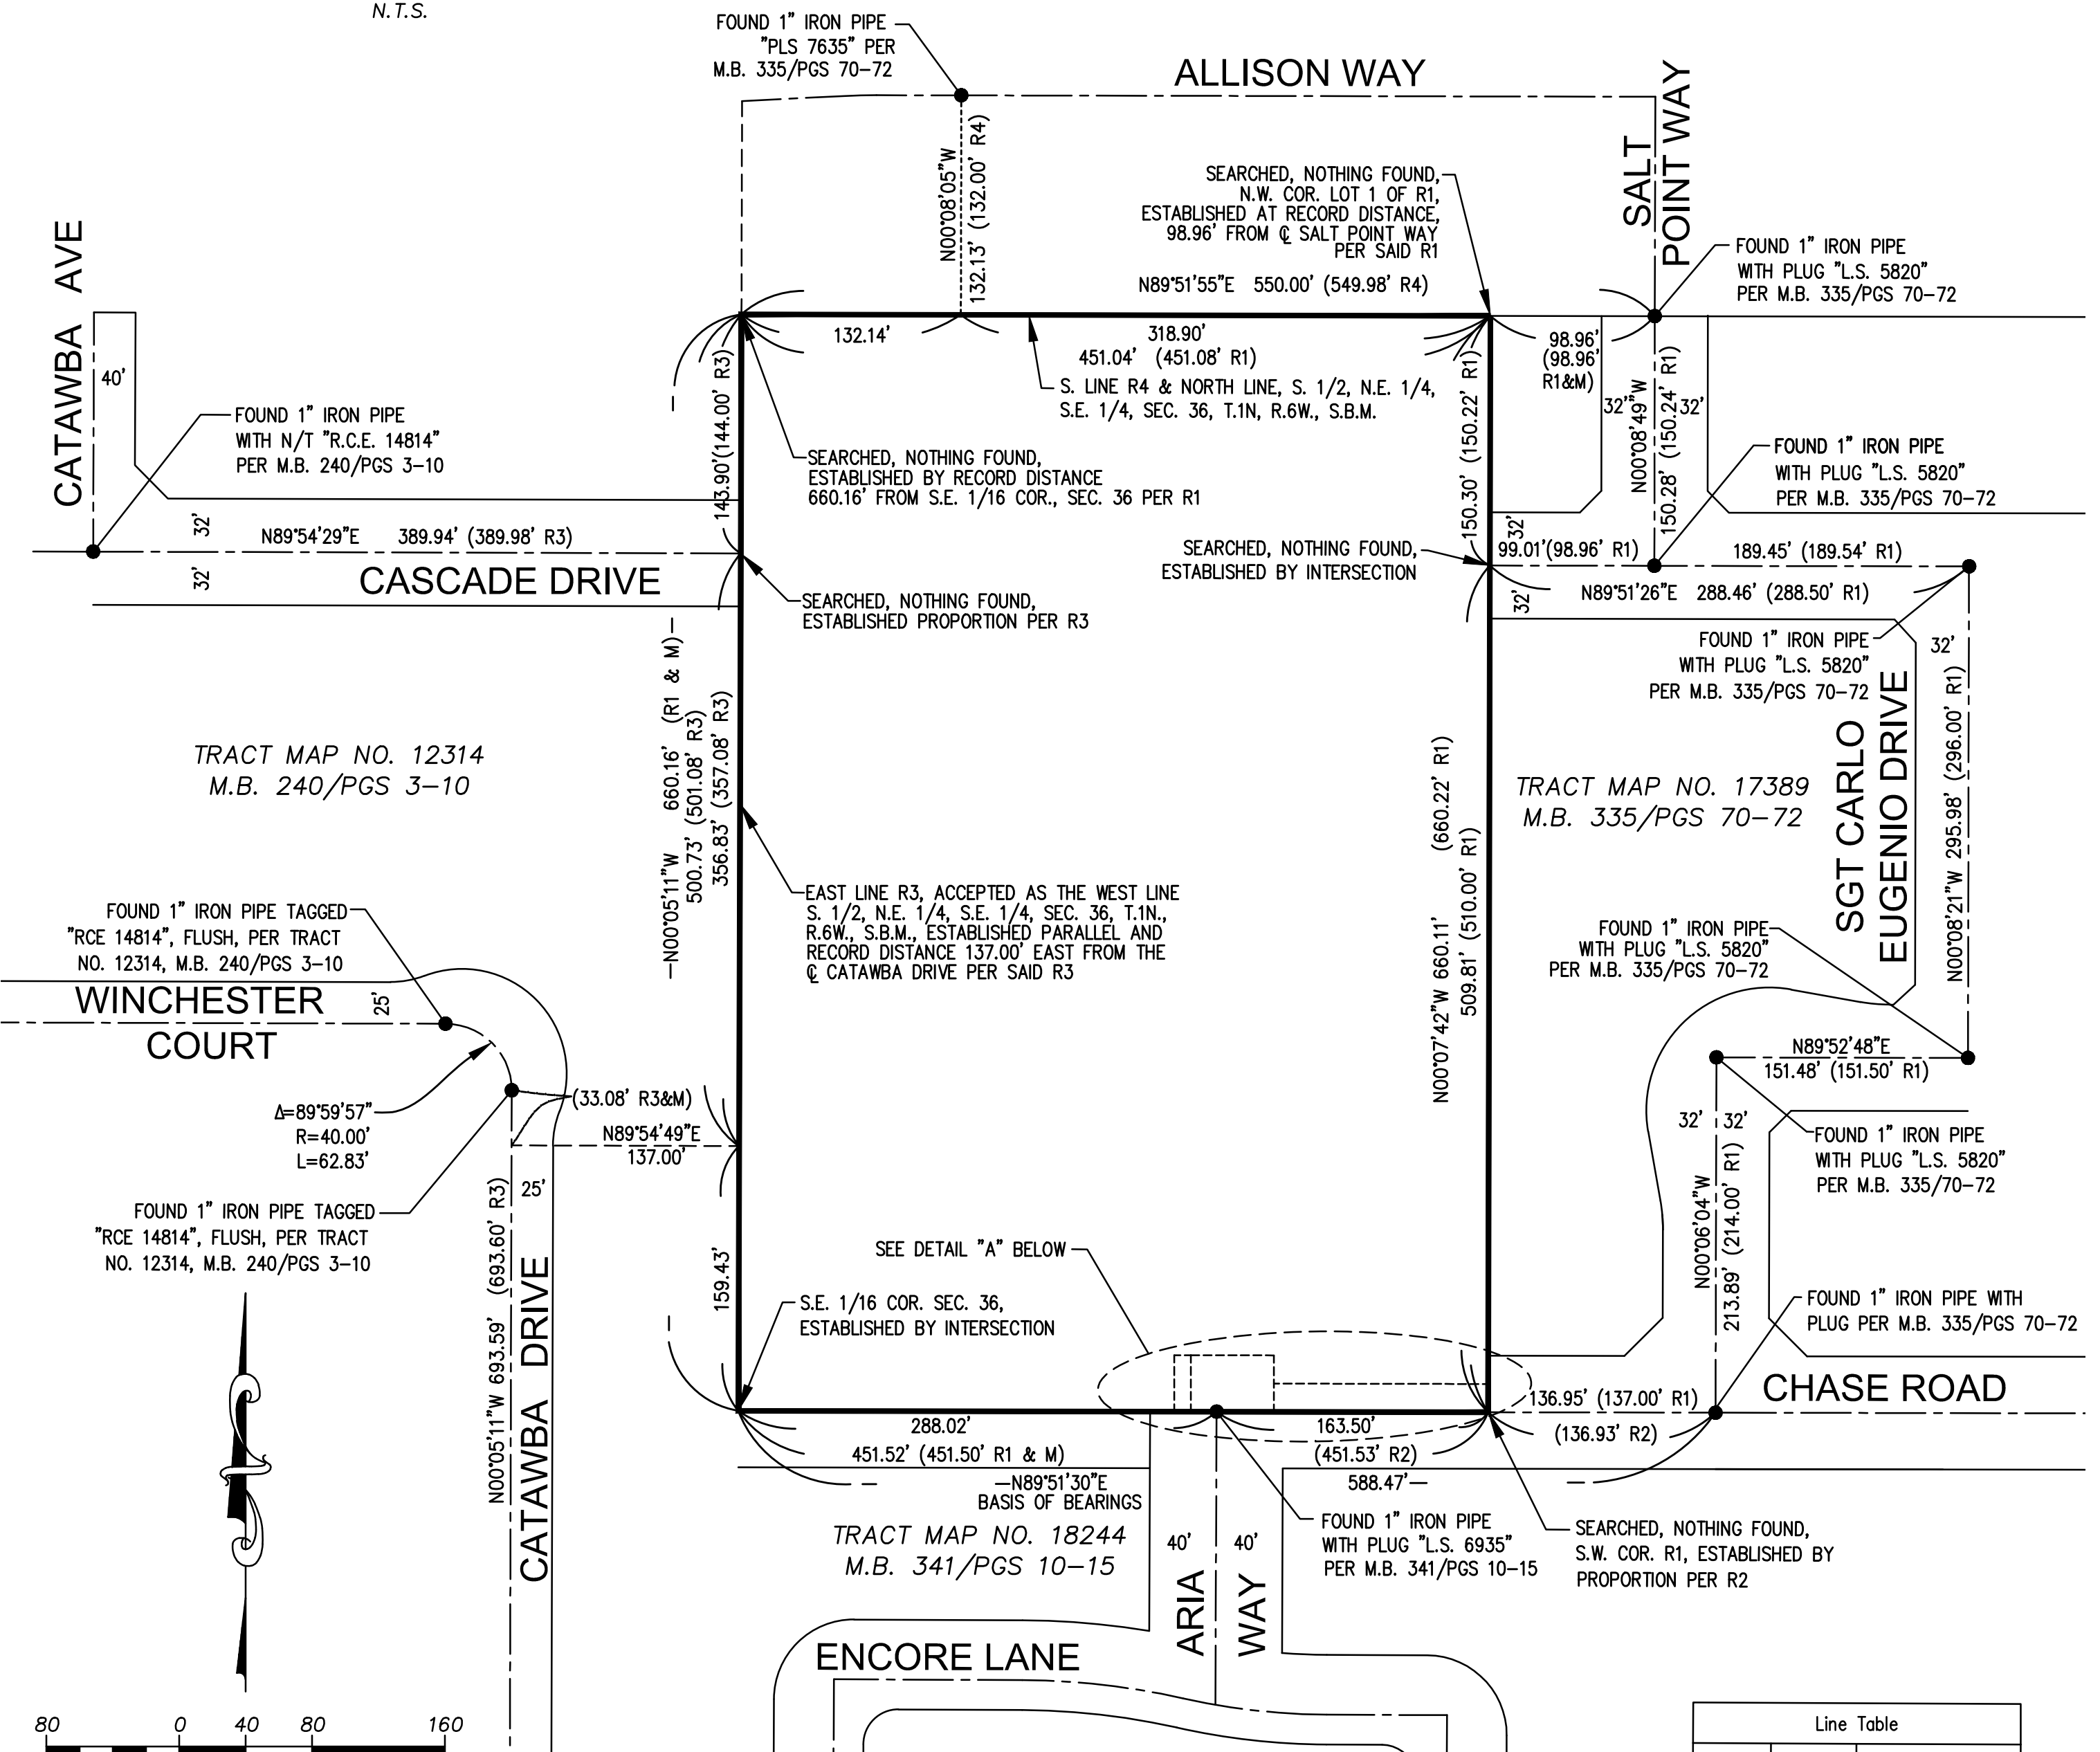 N.T.S.
FOUND 1" IRON PIPE
"PLS 7635" PER
M.B. 335/PGS 70-72
ALLISON WAY
SALT
POINT WAY
N00°08'05"W
132.13' (132.00' R4)
SEARCHED, NOTHING FOUND,
N.W. COR. LOT 1 OF R1,
ESTABLISHED AT RECORD DISTANCE,
98.96' FROM ℄ SALT POINT WAY
PER SAID R1
N89°51'55"E 550.00' (549.98' R4)
FOUND 1" IRON PIPE
WITH PLUG "L.S. 5820"
PER M.B. 335/PGS 70-72
CATAWBA AVE
40'
132.14'
318.90'
451.04' (451.08' R1)
98.96'
(98.96'
R1&M)
S. LINE R4 & NORTH LINE, S. 1/2, N.E. 1/4,
S.E. 1/4, SEC. 36, T.1N, R.6W., S.B.M.
143.90'(144.00' R3)
150.30' (150.22' R1)
32'
N00°08'49"W
150.28' (150.24' R1)
32'
FOUND 1" IRON PIPE
WITH N/T "R.C.E. 14814"
PER M.B. 240/PGS 3-10
SEARCHED, NOTHING FOUND,
ESTABLISHED BY RECORD DISTANCE
660.16' FROM S.E. 1/16 COR., SEC. 36 PER R1
FOUND 1" IRON PIPE
WITH PLUG "L.S. 5820"
PER M.B. 335/PGS 70-72
32'
N89°54'29"E 389.94' (389.98' R3)
32'
CASCADE DRIVE
SEARCHED, NOTHING FOUND,
ESTABLISHED BY INTERSECTION
32'
99.01'(98.96' R1)
189.45' (189.54' R1)
32'
N89°51'26"E 288.46' (288.50' R1)
SEARCHED, NOTHING FOUND,
ESTABLISHED PROPORTION PER R3
FOUND 1" IRON PIPE
WITH PLUG "L.S. 5820"
PER M.B. 335/PGS 70-72
32'
—N00°05'11"W 660.16' (R1 & M)—
500.73' (501.08' R3)
356.83' (357.08' R3)
N00°07'42"W 660.11' (660.22' R1)
509.81' (510.00' R1)
SGT CARLO
EUGENIO DRIVE
N00°08'21"W 295.98' (296.00' R1)
TRACT MAP NO. 12314
M.B. 240/PGS 3-10
TRACT MAP NO. 17389
M.B. 335/PGS 70-72
EAST LINE R3, ACCEPTED AS THE WEST LINE
S. 1/2, N.E. 1/4, S.E. 1/4, SEC. 36, T.1N.,
R.6W., S.B.M., ESTABLISHED PARALLEL AND
RECORD DISTANCE 137.00' EAST FROM THE
℄ CATAWBA DRIVE PER SAID R3
FOUND 1" IRON PIPE TAGGED
"RCE 14814", FLUSH, PER TRACT
NO. 12314, M.B. 240/PGS 3-10
FOUND 1" IRON PIPE
WITH PLUG "L.S. 5820"
PER M.B. 335/PGS 70-72
WINCHESTER
COURT
25'
N89°52'48"E
151.48' (151.50' R1)
Δ=89°59'57"
R=40.00'
L=62.83'
(33.08' R3&M)
N89°54'49"E
137.00'
32'
32'
FOUND 1" IRON PIPE
WITH PLUG "L.S. 5820"
PER M.B. 335/70-72
N00°06'04"W
213.89' (214.00' R1)
25'
FOUND 1" IRON PIPE TAGGED
"RCE 14814", FLUSH, PER TRACT
NO. 12314, M.B. 240/PGS 3-10
N00°05'11"W 693.59' (693.60' R3)
CATAWBA DRIVE
159.43'
SEE DETAIL "A" BELOW
S.E. 1/16 COR. SEC. 36,
ESTABLISHED BY INTERSECTION
FOUND 1" IRON PIPE WITH
PLUG PER M.B. 335/PGS 70-72
CHASE ROAD
136.95' (137.00' R1)
(136.93' R2)
288.02'
163.50'
451.52' (451.50' R1 & M)
(451.53' R2)
—N89°51'30"E
588.47'—
BASIS OF BEARINGS
TRACT MAP NO. 18244
M.B. 341/PGS 10-15
40'
40'
ARIA
WAY
FOUND 1" IRON PIPE
WITH PLUG "L.S. 6935"
PER M.B. 341/PGS 10-15
SEARCHED, NOTHING FOUND,
S.W. COR. R1, ESTABLISHED BY
PROPORTION PER R2
ENCORE LANE
80 0 40 80 160
Line Table